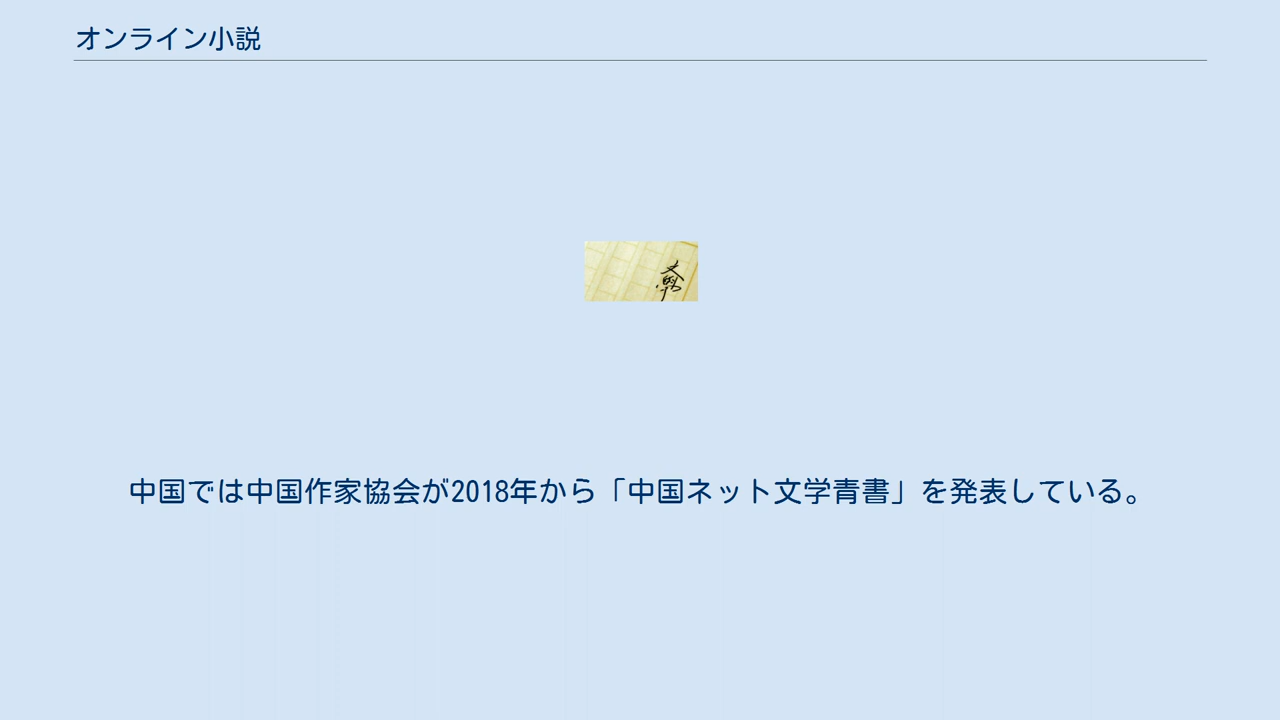 オンライン小説
中国では中国作家協会が2018年から「中国ネット文学青書」を発表している。